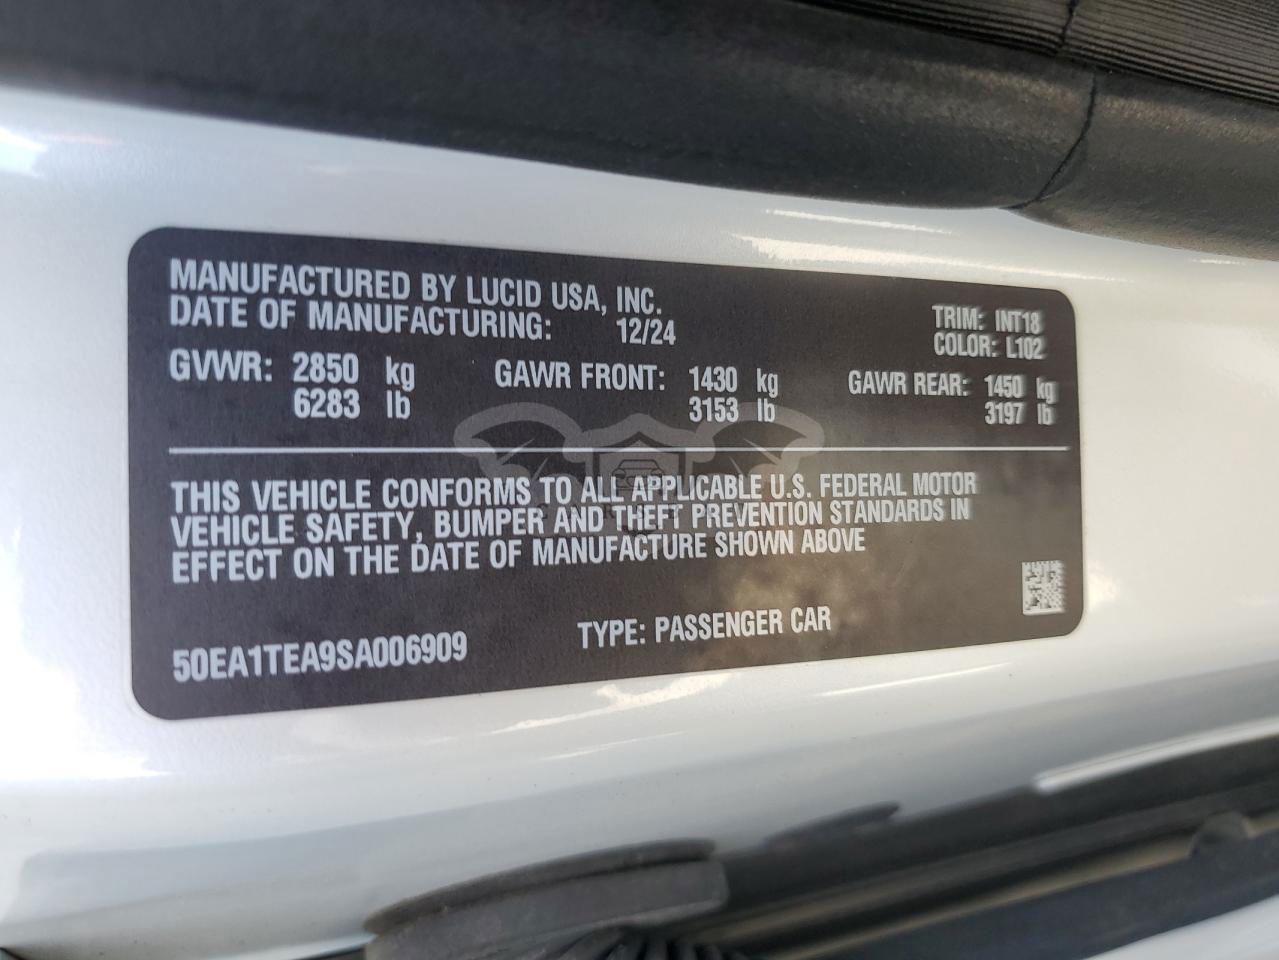 MANUFACTURED BY LUCID USA, INC.
DATE OF MANUFACTURING: 12/24
TRIM: INT18
COLOR: L102
GVWR: 2850 kg GAWR FRONT: 1430 kg GAWR REAR: 1450 kg
6283 lb 3153 lb 3197 lb
THIS VEHICLE CONFORMS TO ALL APPLICABLE U.S. FEDERAL MOTOR
VEHICLE SAFETY, BUMPER AND THEFT PREVENTION STANDARDS IN
EFFECT ON THE DATE OF MANUFACTURE SHOWN ABOVE
50EA1TEA9SA006909 TYPE: PASSENGER CAR